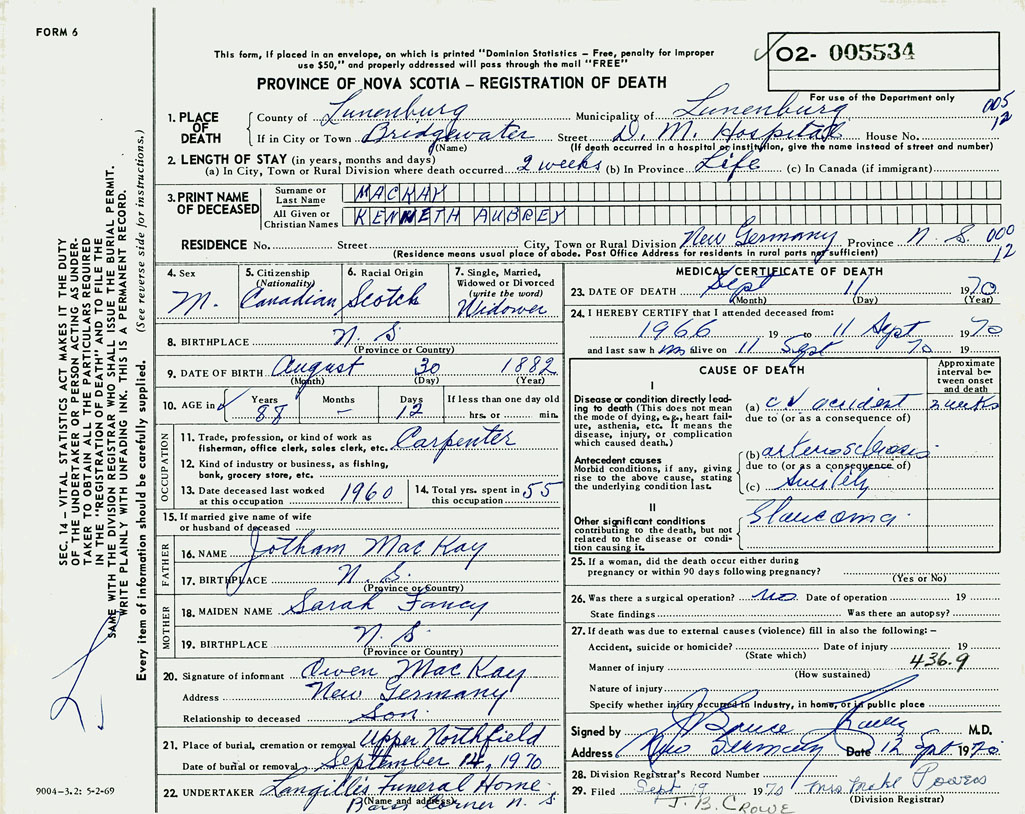 FORM 6
This form, if placed in an envelope, on which is printed "Dominion Statistics – Free, penalty for improper
use $50," and properly addressed will pass through the mail "FREE"
O2- 005534
PROVINCE OF NOVA SCOTIA – REGISTRATION OF DEATH
For use of the Department only
005
12
1. PLACE OF DEATH
County of Lunenburg Municipality of Lunenburg
If in City or Town Bridgewater Street D. M. Hospital House No.
(Name) (If death occurred in a hospital or institution, give the name instead of street and number)
2. LENGTH OF STAY (in years, months and days)
(a) In City, Town or Rural Division where death occurred 2 weeks (b) In Province Life (c) In Canada (if immigrant)
3. PRINT NAME OF DECEASED
Surname or Last Name MACKAY
All Given or Christian Names KENNETH AUBREY
RESIDENCE No. Street City, Town or Rural Division New Germany Province N. S. 000
12
(Residence means usual place of abode. Post Office Address for residents in rural parts not sufficient)
4. Sex
M.
5. Citizenship
(Nationality)
Canadian
6. Racial Origin
Scotch
7. Single, Married,
Widowed or Divorced
(write the word)
Widower
8. BIRTHPLACE N. S
(Province or Country)
9. DATE OF BIRTH August 30 1882
(Month) (Day) (Year)
10. AGE in Years 88 Months – Days 12 If less than one day
hrs. or min.
OCCUPATION
11. Trade, profession, or kind of work as
fisherman, office clerk, sales clerk, etc. Carpenter
12. Kind of industry or business, as fishing,
bank, grocery store, etc.
13. Date deceased last worked
at this occupation 1960
14. Total yrs. spent in
this occupation 55
15. If married give name of wife
or husband of deceased
FATHER
16. NAME Jotham MacKay
17. BIRTHPLACE N. S.
(Province or Country)
MOTHER
18. MAIDEN NAME Sarah Fancy
19. BIRTHPLACE N. S.
(Province or Country)
20. Signature of informant Owen MacKay
Address New Germany
Relationship to deceased Son
21. Place of burial, cremation or removal Upper Northfield
Date of burial or removal September 14, 1970
22. UNDERTAKER Langille's Funeral Home
(Name and address) Corner N. S.
MEDICAL CERTIFICATE OF DEATH
23. DATE OF DEATH Sept 11 1970
(Month) (Day) (Year)
24. I HEREBY CERTIFY that I attended deceased from:
1966 19 to 11 Sept 1970
and last saw him alive on 11 Sept 70 19
CAUSE OF DEATH
Approximate
interval be-
tween onset
and death
I
Disease or condition directly lead-
ing to death (This does not mean
the mode of dying, e.g., heart fail-
ure, asthenia, etc. It means the
disease, injury, or complication
which caused death.)
(a) CV accident 2 weeks
due to (or as a consequence of)
Antecedent causes
Morbid conditions, if any, giving
rise to the above cause, stating
the underlying condition last.
(b) arteriosclerosis
due to (or as a consequence of)
(c) Senility
II
Other significant conditions
contributing to the death, but not
related to the disease or condi-
tion causing it.
Glaucoma
25. If a woman, did the death occur either during
pregnancy or within 90 days following pregnancy?
(Yes or No)
26. Was there a surgical operation? no Date of operation 19
State findings Was there an autopsy?
27. If death was due to external causes (violence) fill in also the following:–
Accident, suicide or homicide? Date of injury 19
(State which) 436.9
Manner of injury
(How sustained)
Nature of injury
Specify whether injury occurred in industry, in home, or in public place
Signed by M.D.
Address New Germany Date 12 Sept 1970
28. Division Registrar's Record Number
29. Filed Sept 19 1970 Powers
J. B. CROWE (Division Registrar)
SEC. 14 – VITAL STATISTICS ACT MAKES IT THE DUTY
OF THE UNDERTAKER OR PERSON ACTING AS UNDER-
TAKER TO OBTAIN ALL THE PARTICULARS REQUIRED
IN THE "REGISTRATION OF DEATH" AND TO FILE THE
SAME WITH THE DIVISION REGISTRAR WHO SHALL ISSUE THE BURIAL PERMIT.
WRITE PLAINLY WITH UNFADING INK. THIS IS A PERMANENT RECORD.
Every item of information should be carefully supplied. (See reverse side for instructions.)
9004-3.2: 5-2-69